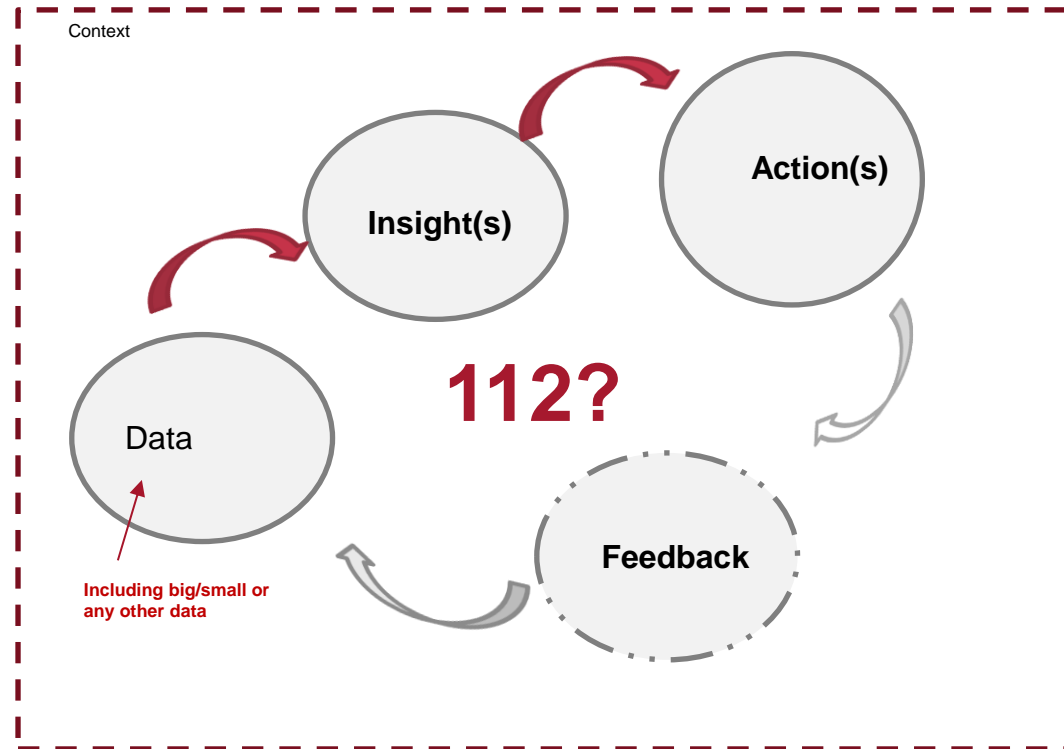 Context
Action(s)
Insight(s)
112?
Data
Feedback
Including big/small or
any other data